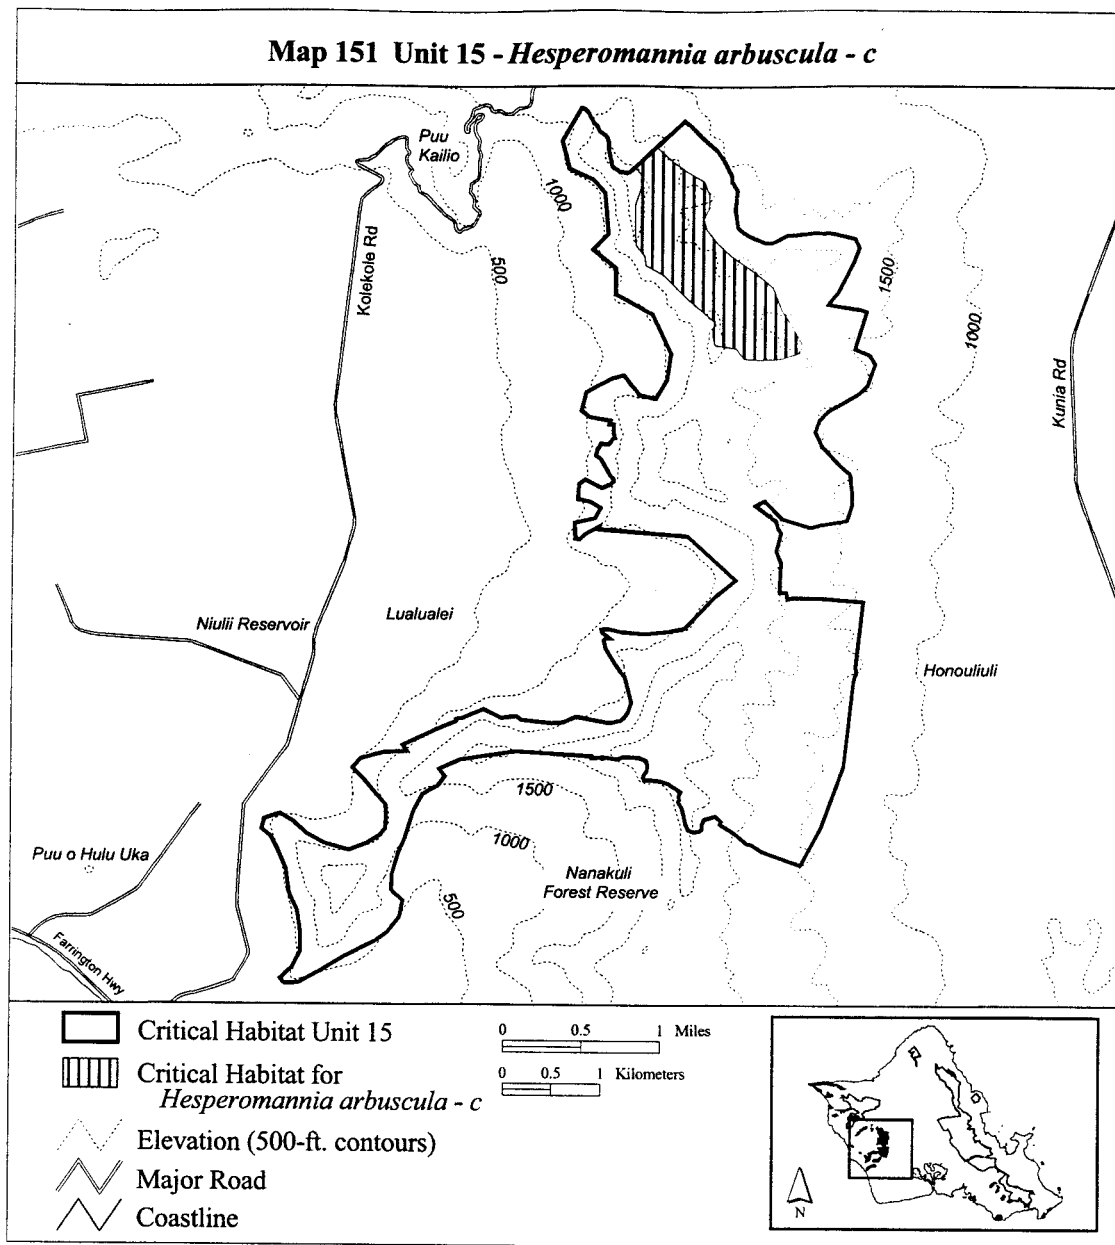 Map 151 Unit 15 - Hesperomannia arbuscula - c
Puu
Kailio
1000
Kolekole Rd
500
1500
1000
Kunia Rd
Niulii Reservoir
Lualualei
Honouliuli
1500
1000
Puu o Hulu Uka
Nanakuli
Forest Reserve
500
Farrington Hwy
Critical Habitat Unit 15
0 0.5 1 Miles
Critical Habitat for
Hesperomannia arbuscula - c
0 0.5 1 Kilometers
Elevation (500-ft. contours)
Major Road
Coastline
N